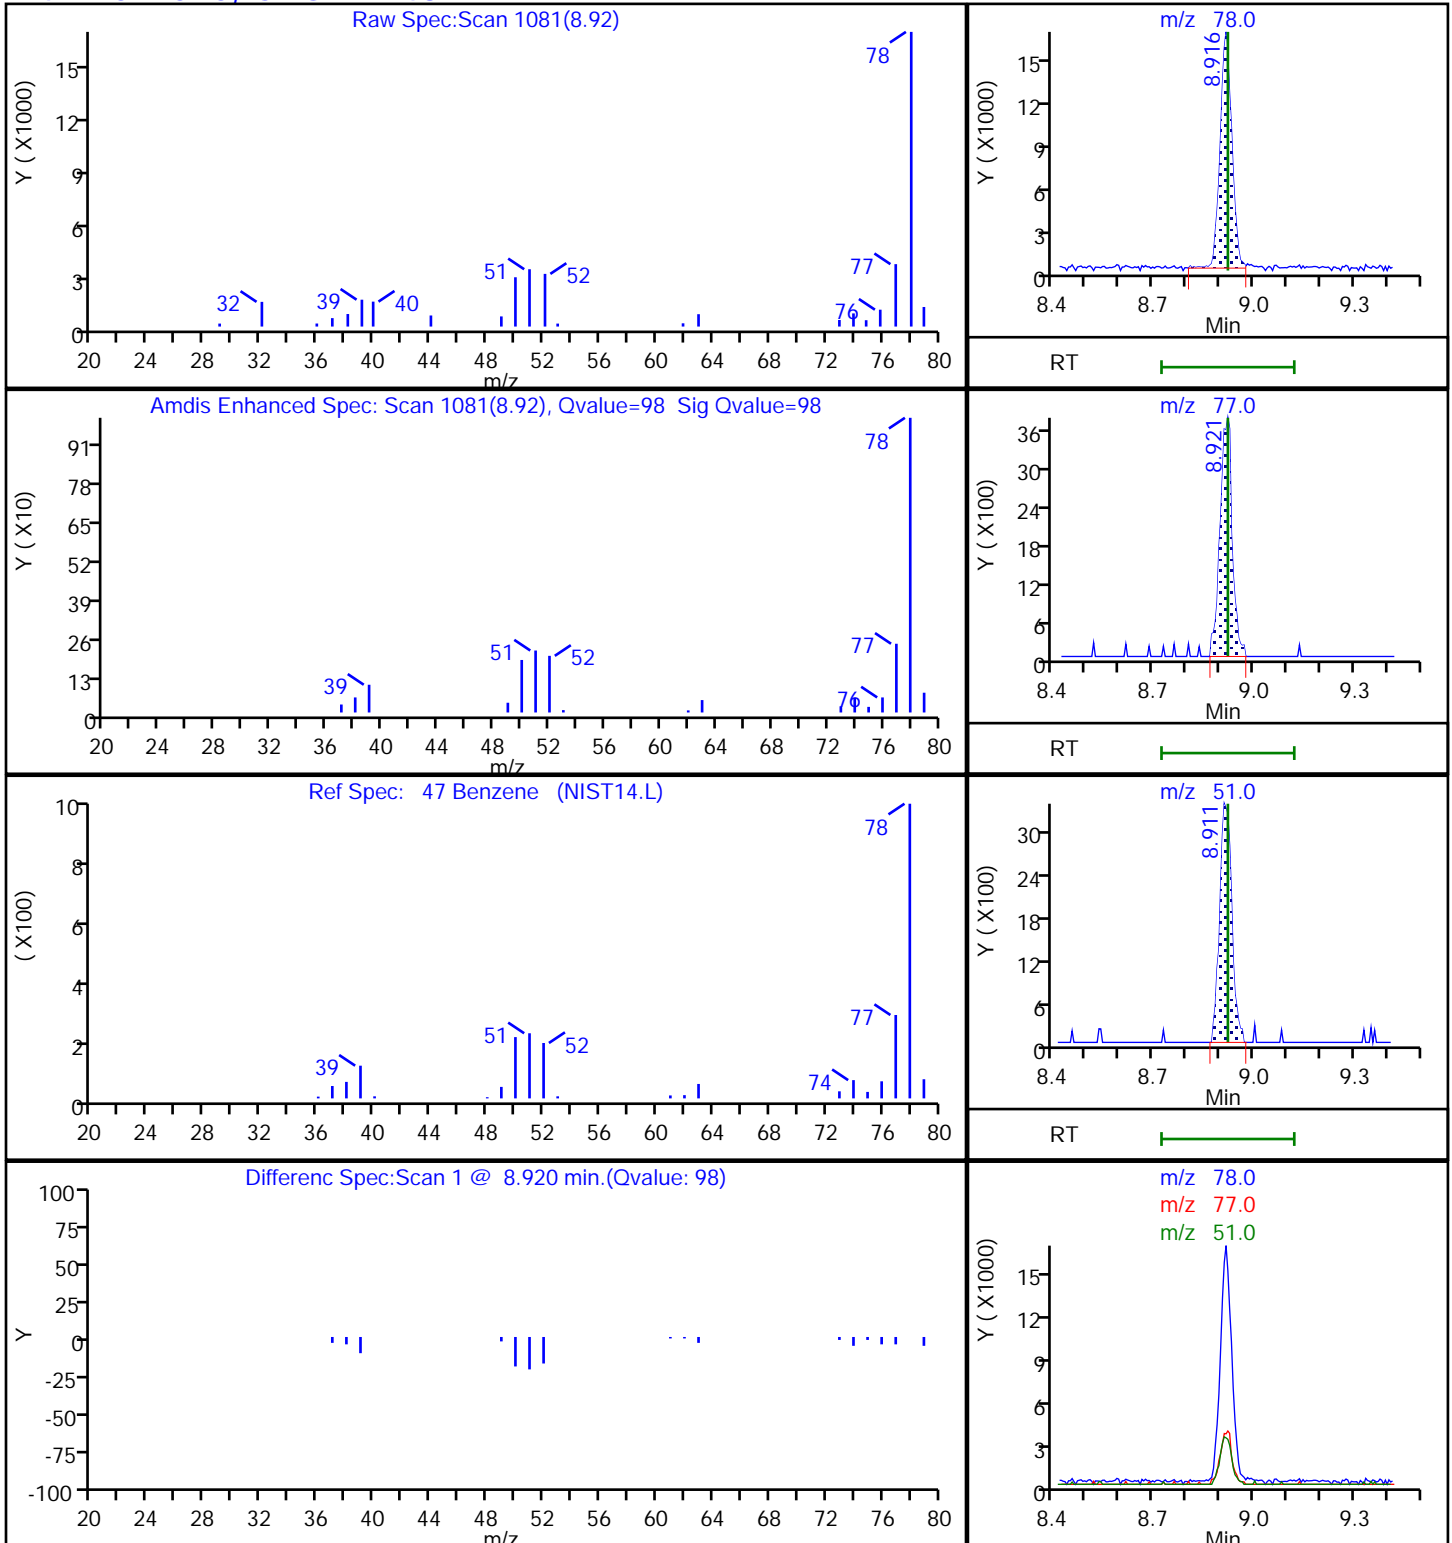 Raw Spec:Scan 1081(8.92)
Y ( X1000)
15
12
9
6
3
0
78
77
76
51
52
32
39
40
20 24 28 32 36 40 44 48 52 56 60 64 68 72 76 80
m/z
m/z 78.0
Y ( X1000)
15
12
9
6
3
0
8.916
8.4 8.7 9.0 9.3
Min
RT
Amdis Enhanced Spec: Scan 1081(8.92), Qvalue=98 Sig Qvalue=98
Y ( X10)
91
78
65
52
39
26
13
0
78
77
76
51
52
39
20 24 28 32 36 40 44 48 52 56 60 64 68 72 76 80
m/z
m/z 77.0
Y ( X100)
36
30
24
18
12
6
0
8.921
8.4 8.7 9.0 9.3
Min
RT
Ref Spec: 47 Benzene (NIST14.L)
( X100)
10
8
6
4
2
0
78
77
74
51
52
39
20 24 28 32 36 40 44 48 52 56 60 64 68 72 76 80
m/z 51.0
Y ( X100)
30
24
18
12
6
0
8.911
8.4 8.7 9.0 9.3
Min
RT
Differenc Spec:Scan 1 @ 8.920 min.(Qvalue: 98)
Y
100
75
50
25
0
-25
-50
-75
-100
20 24 28 32 36 40 44 48 52 56 60 64 68 72 76 80
m/z
m/z 78.0
m/z 77.0
m/z 51.0
Y ( X1000)
15
12
9
6
3
0
8.4 8.7 9.0 9.3
Min